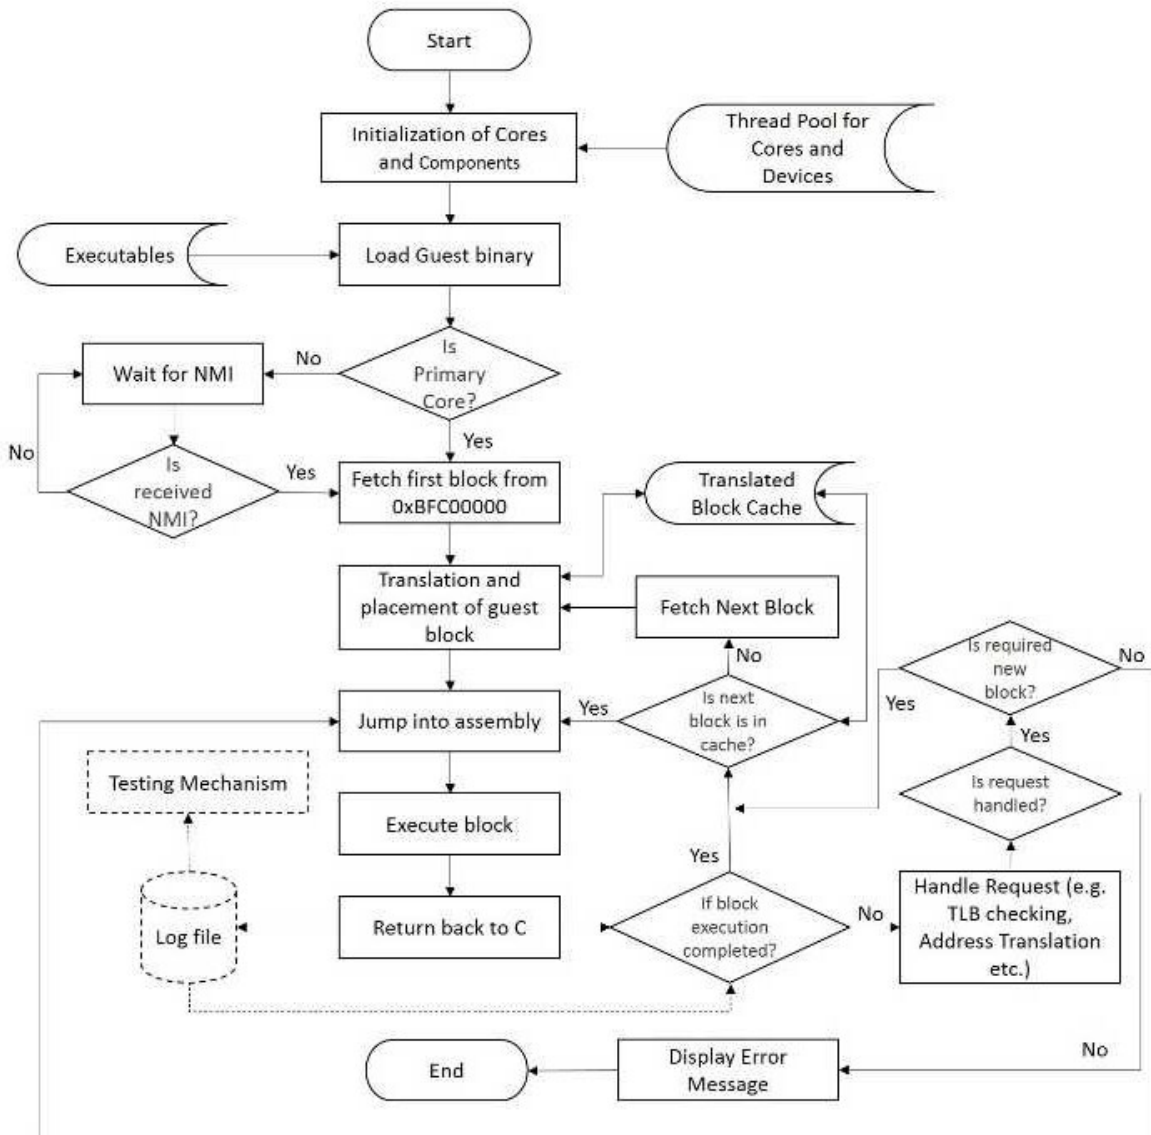 Start
Initialization of Cores
and Components
Thread Pool for
Cores and
Devices
Executables
Load Guest binary
Is
Primary
Core?
No
Wait for NMI
Yes
No
Is
received
NMI?
Yes
Fetch first block from
0xBFC00000
Translated
Block Cache
Translation and
placement of guest
block
Fetch Next Block
No
Is required
new
block?
No
Yes
Is next
block is in
cache?
Yes
Jump into assembly
Yes
Is request
handled?
Testing Mechanism
Execute block
Yes
Handle Request (e.g.
TLB checking,
Address Translation
etc.)
If block
execution
completed?
No
Return back to C
Log file
No
Display Error
Message
End